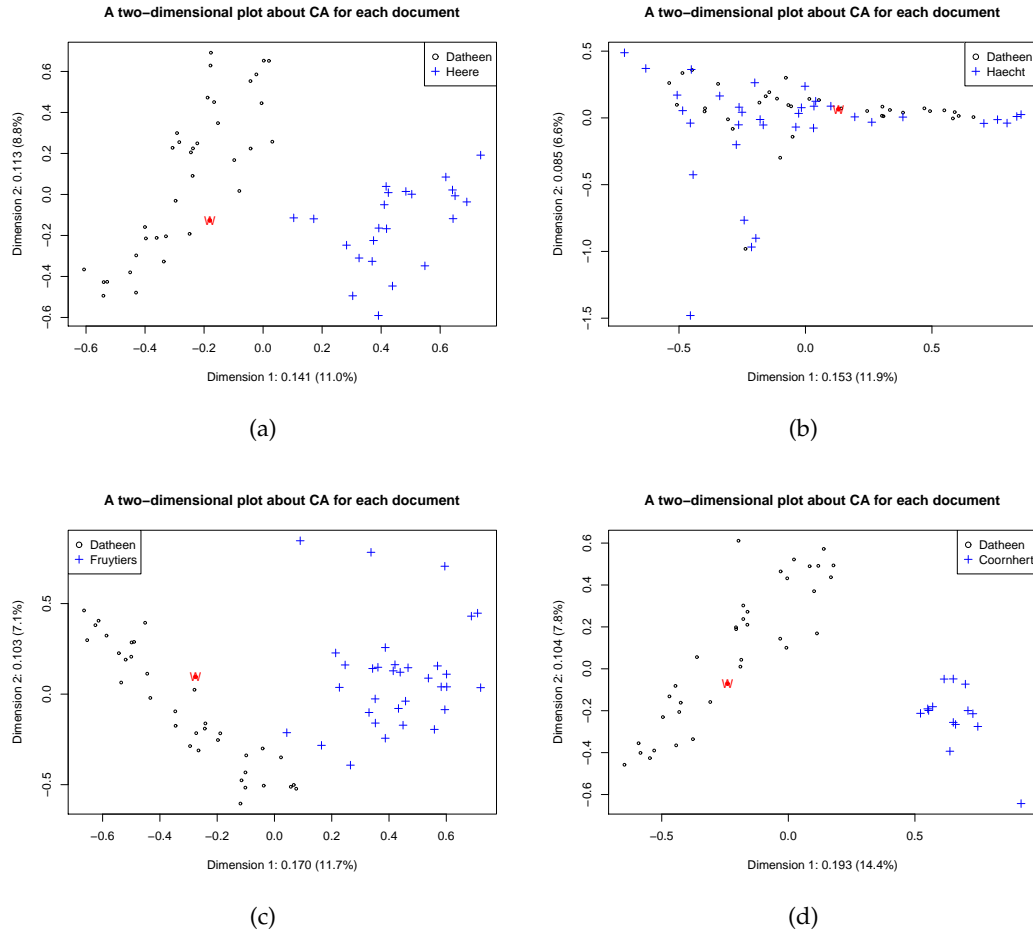 A two−dimensional plot about CA for each document
Datheen
Heere
W
Dimension 2: 0.113 (8.8%)
0.6
0.4
0.2
0.0
−0.2
−0.4
−0.6
−0.6 −0.4 −0.2 0.0 0.2 0.4 0.6
Dimension 1: 0.141 (11.0%)
(a)
A two−dimensional plot about CA for each document
Datheen
Haecht
W
Dimension 2: 0.085 (6.6%)
0.5
0.0
−0.5
−1.0
−1.5
−0.5 0.0 0.5
Dimension 1: 0.153 (11.9%)
(b)
A two−dimensional plot about CA for each document
Datheen
Fruytiers
W
Dimension 2: 0.103 (7.1%)
0.5
0.0
−0.5
−0.6 −0.4 −0.2 0.0 0.2 0.4 0.6
Dimension 1: 0.170 (11.7%)
(c)
A two−dimensional plot about CA for each document
Datheen
Coornhert
W
Dimension 2: 0.104 (7.8%)
0.6
0.4
0.2
0.0
−0.2
−0.4
−0.6
−0.5 0.0 0.5
Dimension 1: 0.193 (14.4%)
(d)